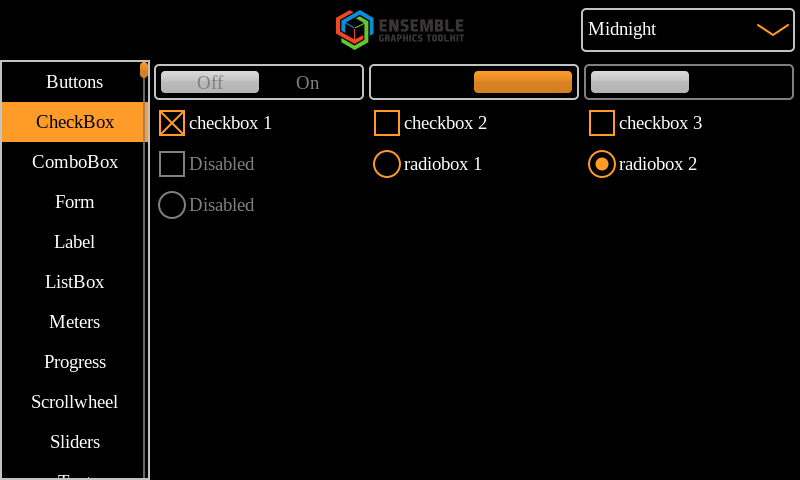 ENSEMBLE
GRAPHICS TOOLKIT
Midnight
Buttons
CheckBox
ComboBox
Form
Label
ListBox
Meters
Progress
Scrollwheel
Sliders
Off On
checkbox 1 checkbox 2 checkbox 3
Disabled radiobox 1 radiobox 2
Disabled